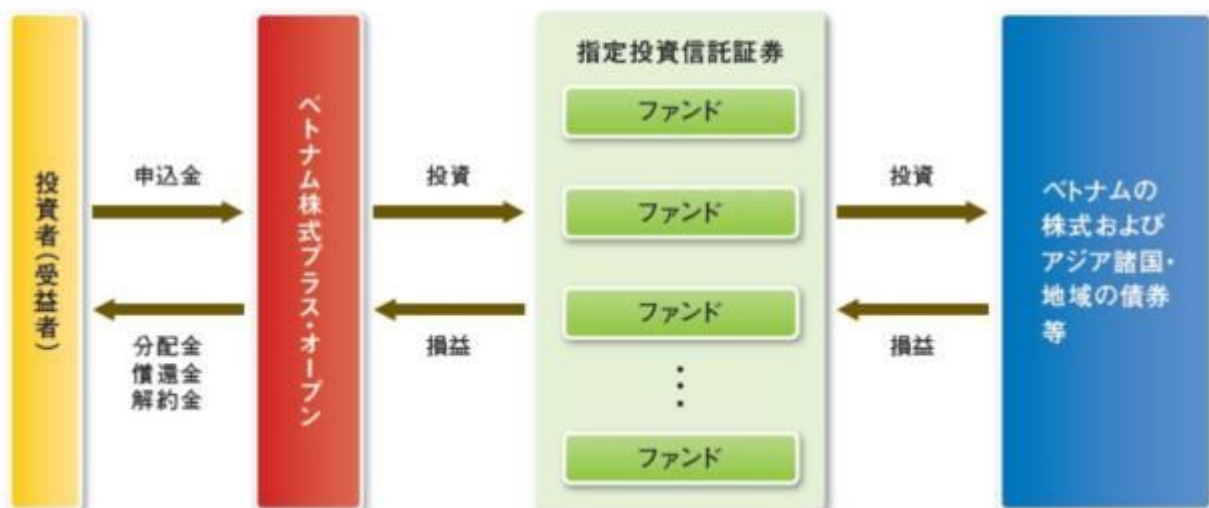 投資者(受益者)
申込金
分配金
償還金
解約金
ベトナム株式プラス・オープン
投資
損益
指定投資信託証券
ファンド
ファンド
ファンド
ファンド
投資
損益
ベトナムの
株式および
アジア諸国・
地域の債券
等